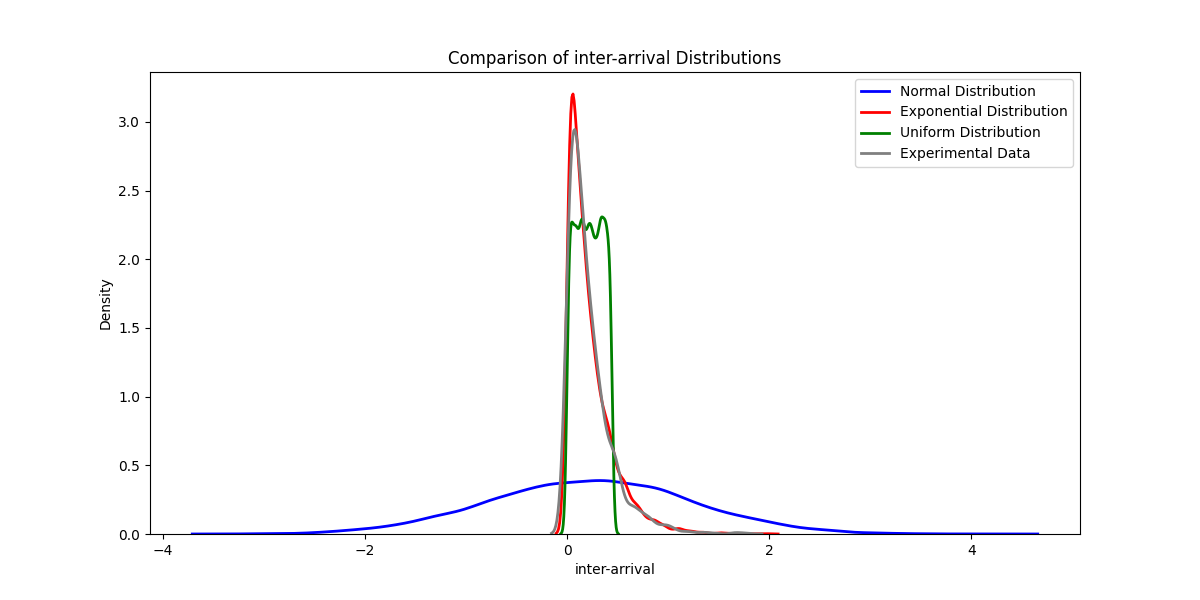 Comparison of inter-arrival Distributions
Normal Distribution
Exponential Distribution
Uniform Distribution
Experimental Data
Density
3.0
2.5
2.0
1.5
1.0
0.5
0.0
−4
−2
0
2
4
inter-arrival